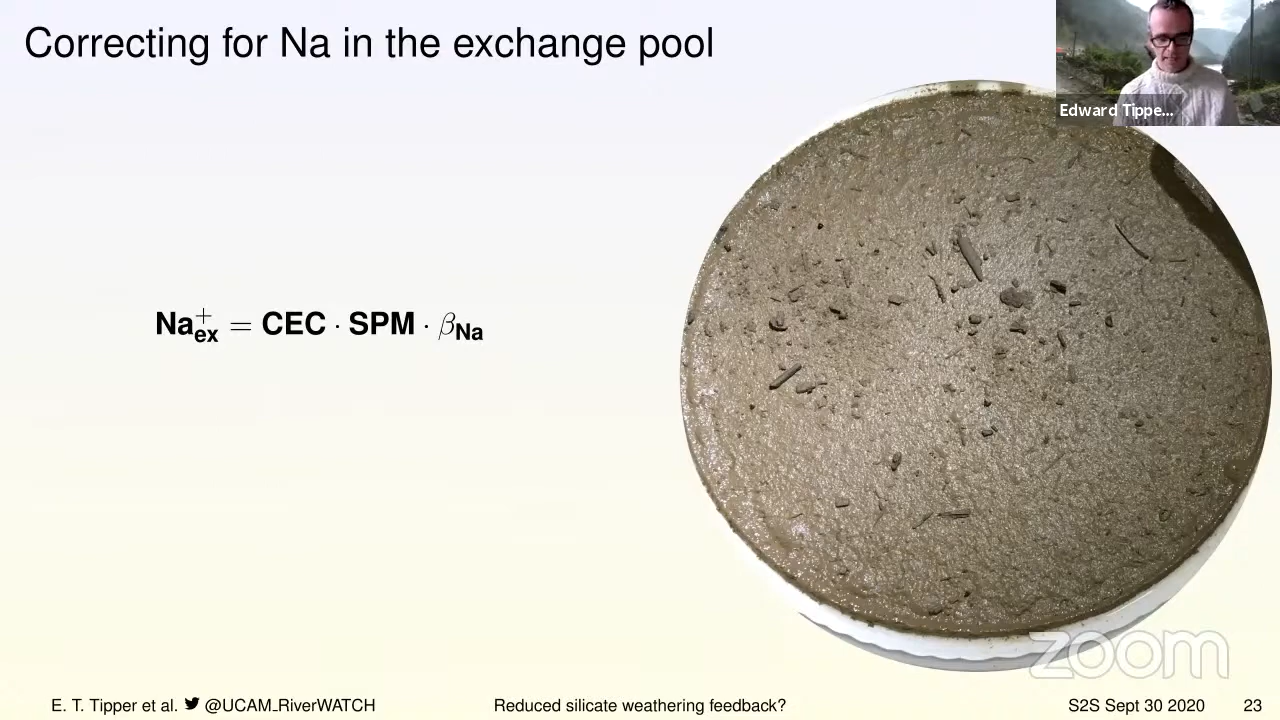 Correcting for Na in the exchange pool
Edward Tippe...
Na⁺ex = CEC · SPM · βNa
zoom
E. T. Tipper et al. @UCAM_RiverWATCH
Reduced silicate weathering feedback?
S2S Sept 30 2020
23